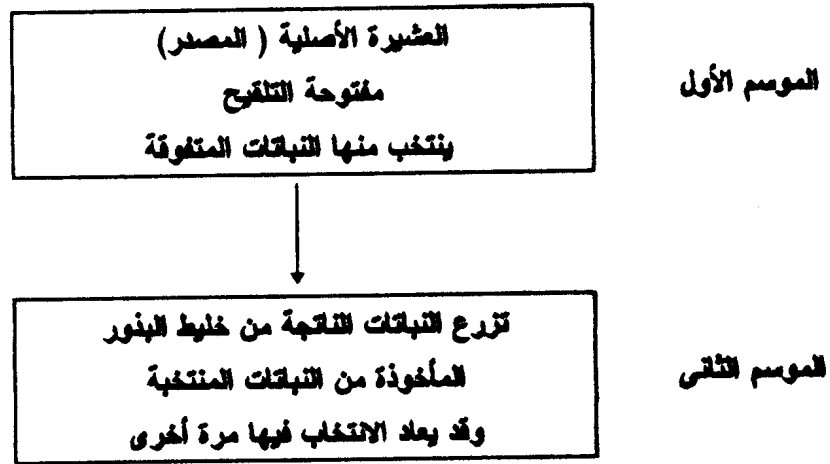 العشيرة الأصلية ( المصدر)
مفتوحة التلقيح
ينتخب منها النباتات المتفوقة
الموسم الأول
تزرع النباتات الناتجة من خليط البذور
المأخوذة من النباتات المنتخبة
وقد يعاد الانتخاب فيها مرة أخرى
الموسم الثانى